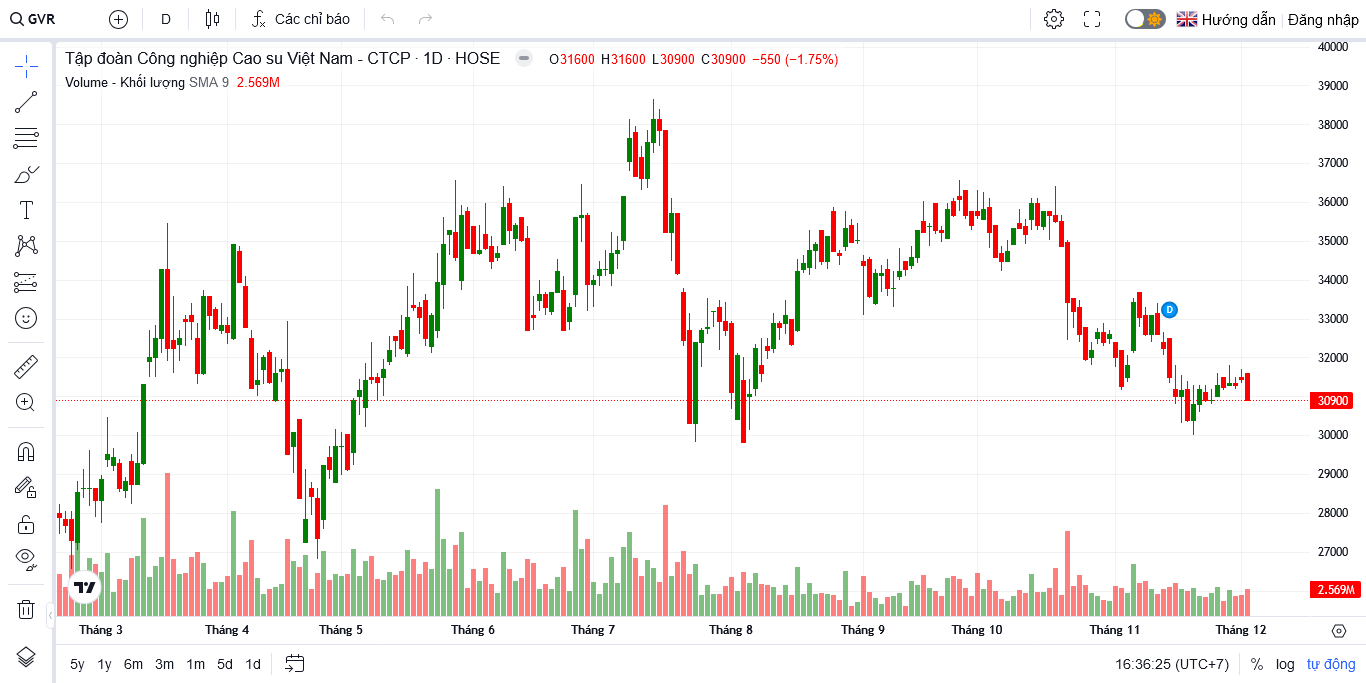 GVR D Các chỉ báo Hướng dẫn Đăng nhập
Tập đoàn Công nghiệp Cao su Việt Nam - CTCP · 1D · HOSE O31600 H31600 L30900 C30900 −550 (−1.75%)
Volume - Khối lượng SMA 9 2.569M
40000
39000
38000
37000
36000
35000
34000
33000
D
32000
30900
30000
29000
28000
27000
2.569M
Tháng 3 Tháng 4 Tháng 5 Tháng 6 Tháng 7 Tháng 8 Tháng 9 Tháng 10 Tháng 11 Tháng 12
5y 1y 6m 3m 1m 5d 1d 16:36:25 (UTC+7) % log tự động